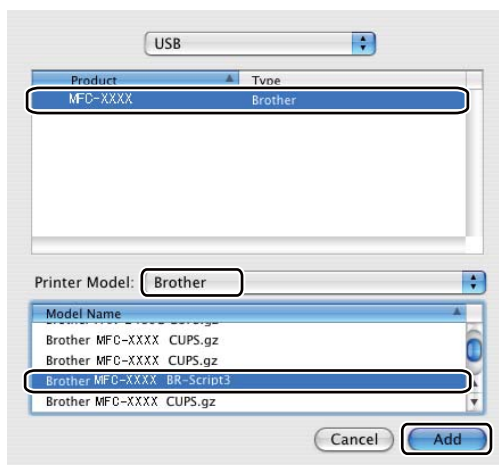 USB
Product Type
MFC-XXXX Brother
Printer Model: Brother
Model Name
Brother MFC-XXXX CUPS.gz
Brother MFC-XXXX CUPS.gz
Brother MFC-XXXX BR-Script3
Brother MFC-XXXX CUPS.gz
Cancel Add